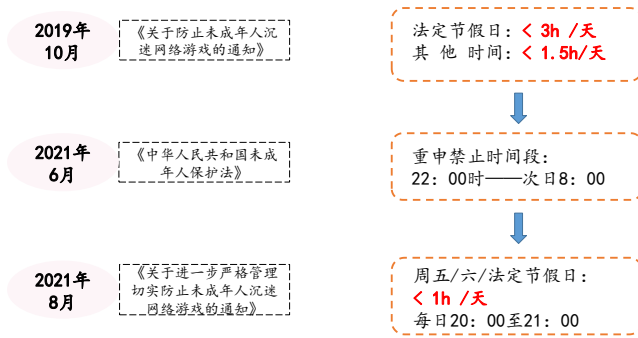 2019年
10月
《关于防止未成年人沉
迷网络游戏的通知》
法定节假日：< 3h /天
其 他 时间：< 1.5h/天
2021年
6月
《中华人民共和国未成
年人保护法》
重申禁止时间段：
22：00时——次日8：00
2021年
8月
《关于进一步严格管理
切实防止未成年人沉迷
网络游戏的通知》
周五/六/法定节假日：
< 1h /天
每日20：00至21：00